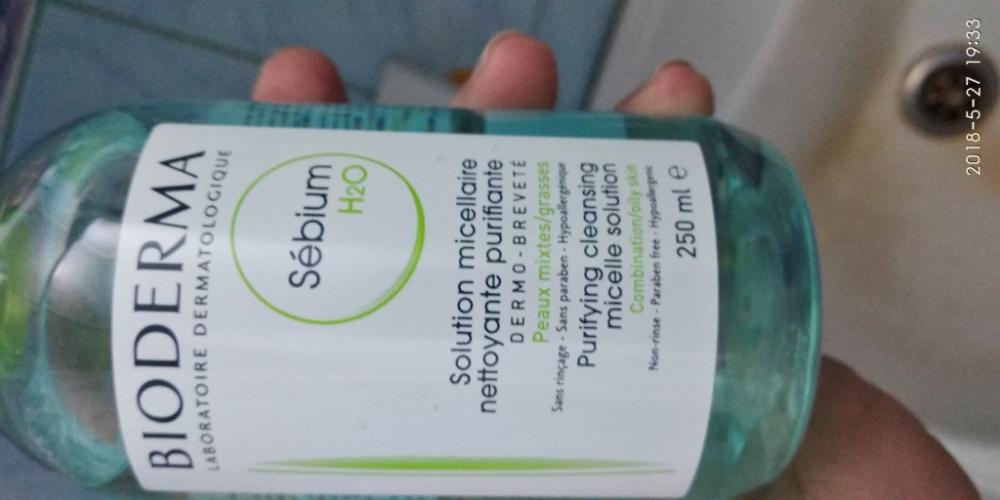 BIODERMA
LABORATOIRE DERMATOLOGIQUE
Sébium
H2O
Solution micellaire
nettoyante purifiante
DERMO-BREVETÉ
Peaux mixtes/grasses
Sans rinçage - Sans paraben - Hypoallergénique
Purifying cleansing
micelle solution
Combination/oily skin
Non-rinse - Paraben free - Hypoallergenic
250 ml e
2018-5-27 19:33